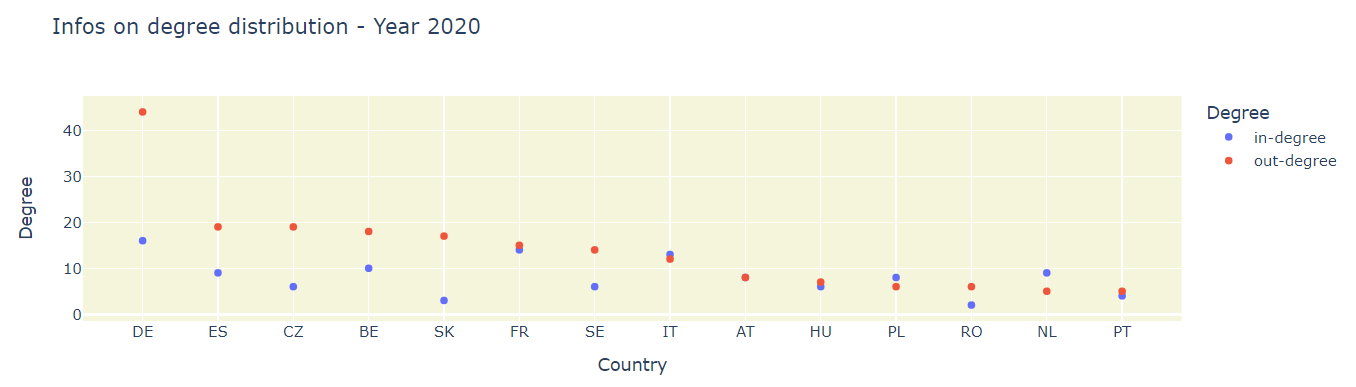 Infos on degree distribution - Year 2020
Degree
in-degree
out-degree
Degree
40
30
20
10
0
DE ES CZ BE SK FR SE IT AT HU PL RO NL PT
Country